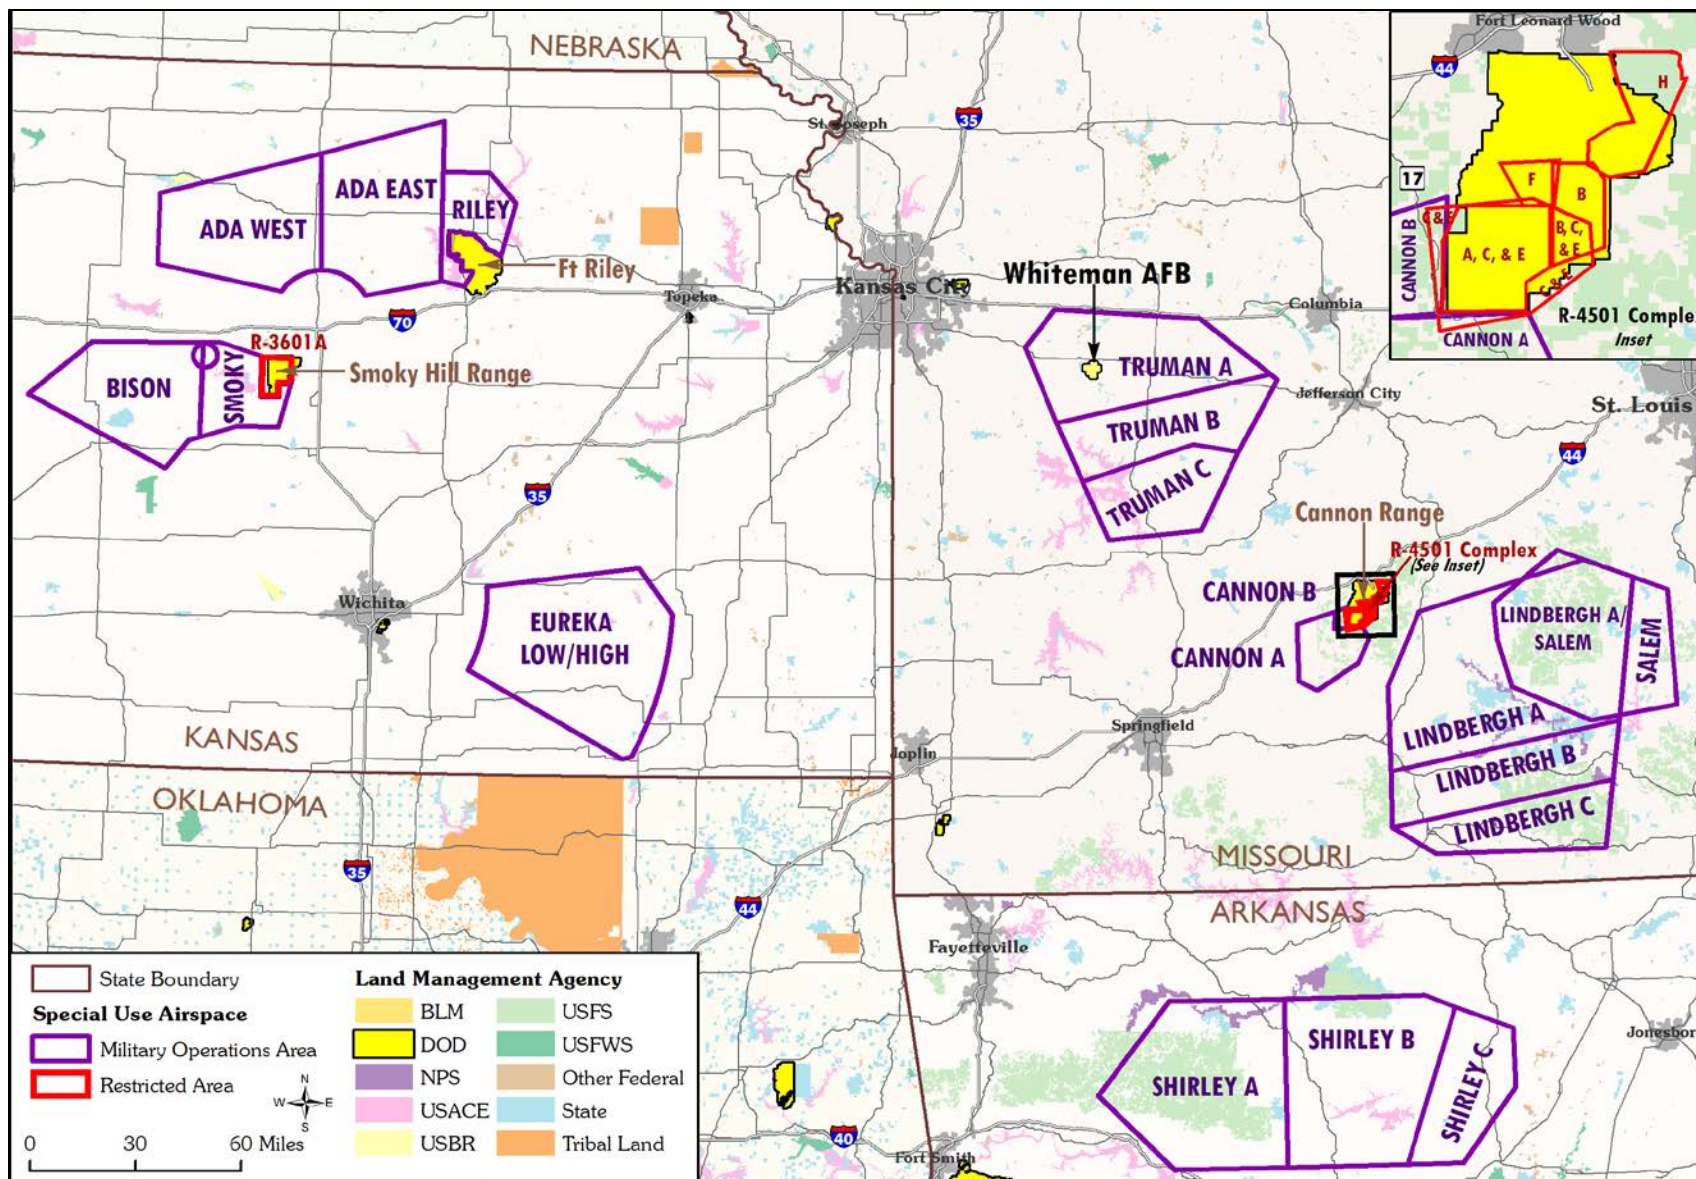 NEBRASKA
St. Joseph
35
ADA WEST
ADA EAST
RILEY
Ft Riley
Kansas City
Topeka
70
Whiteman AFB
Columbia
R-3601A
BISON
SMOKY
Smoky Hill Range
TRUMAN A
TRUMAN B
TRUMAN C
Jefferson City
St. Louis
44
35
Cannon Range
R-4501 Complex
(See Inset)
CANNON B
CANNON A
Wichita
EUREKA
LOW/HIGH
LINDBERGH A/
SALEM
SALEM
LINDBERGH A
LINDBERGH B
LINDBERGH C
Springfield
Joplin
KANSAS
OKLAHOMA
MISSOURI
ARKANSAS
35
44
Fayetteville
SHIRLEY A
SHIRLEY B
SHIRLEY C
Jonesbor
40
Fort Smith
Fort Leonard Wood
44
H
17
F
B
C & E
B, C,
& E
A, C, & E
C & E
CANNON B
R-4501 Comple
Inset
CANNON A
State Boundary
Special Use Airspace
Military Operations Area
Restricted Area
N
W E
S
0 30 60 Miles
Land Management Agency
BLM
DOD
NPS
USACE
USBR
USFS
USFWS
Other Federal
State
Tribal Land